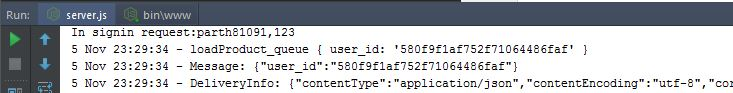 Run: server.js bin\www
In signin request:parth81091,123
5 Nov 23:29:34 - loadProduct_queue { user_id: '580f9f1af752f71064486faf' }
5 Nov 23:29:34 - Message: {"user_id":"580f9f1af752f71064486faf"}
5 Nov 23:29:34 - DeliveryInfo: {"contentType":"application/json","contentEncoding":"utf-8","cor